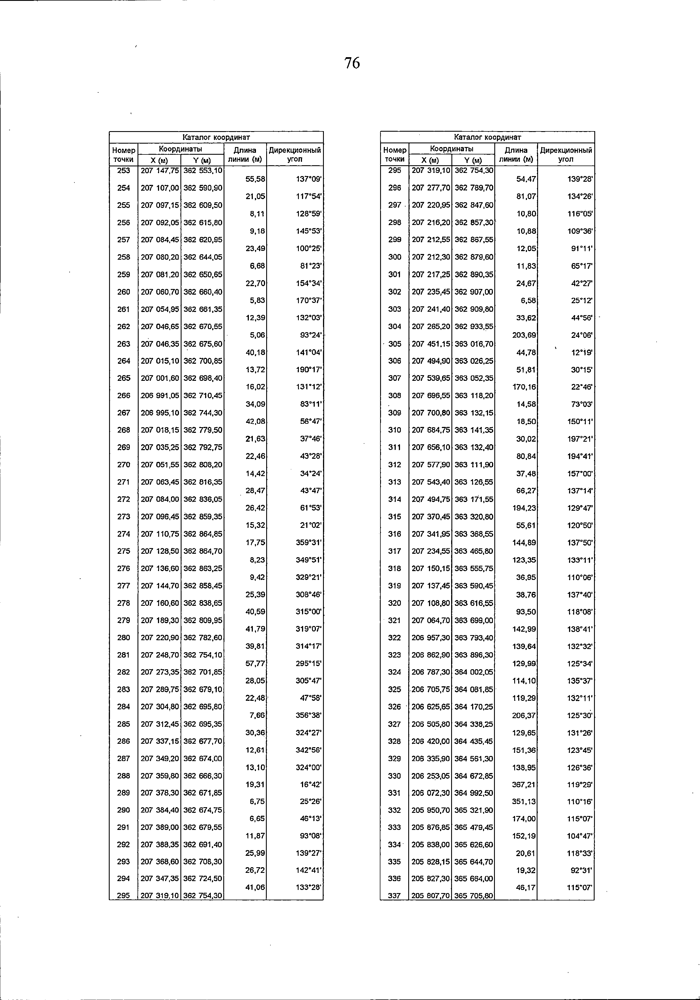 76
Каталог координат
Номер точки Координаты Длина линии (м) Дирекционный угол
X (м) Y (м)
253 207 147,75 362 553,10
55,58 137°09'
254 207 107,00 362 590,90
21,05 117°54'
255 207 097,15 362 609,50
8,11 128°59'
256 207 092,05 362 615,80
9,18 145°53'
257 207 084,45 362 620,95
23,49 100°25'
258 207 080,20 362 644,05
6,68 81°23'
259 207 081,20 362 650,65
22,70 154°34'
260 207 060,70 362 660,40
5,83 170°37'
261 207 054,95 362 661,35
12,39 132°03'
262 207 046,65 362 670,55
5,06 93°24'
263 207 046,35 362 675,60
40,18 141°04'
264 207 015,10 362 700,85
13,72 190°17'
265 207 001,60 362 698,40
16,02 131°12'
266 206 991,05 362 710,45
34,09 83°11'
267 206 995,10 362 744,30
42,08 56°47'
268 207 018,15 362 779,50
21,63 37°46'
269 207 035,25 362 792,75
22,46 43°28'
270 207 051,55 362 808,20
14,42 34°24'
271 207 063,45 362 816,35
28,47 43°47'
272 207 084,00 362 836,05
26,42 61°53'
273 207 096,45 362 859,35
15,32 21°02'
274 207 110,75 362 864,85
17,75 359°31'
275 207 128,50 362 864,70
8,23 349°51'
276 207 136,60 362 863,25
9,42 329°21'
277 207 144,70 362 858,45
25,39 308°46'
278 207 160,60 362 838,65
40,59 315°00'
279 207 189,30 362 809,95
41,79 319°07'
280 207 220,90 362 782,60
39,81 314°17'
281 207 248,70 362 754,10
57,77 295°15'
282 207 273,35 362 701,85
28,05 305°47'
283 207 289,75 362 679,10
22,48 47°58'
284 207 304,80 362 695,80
7,66 356°38'
285 207 312,45 362 695,35
30,36 324°27'
286 207 337,15 362 677,70
12,61 342°56'
287 207 349,20 362 674,00
13,10 324°00'
288 207 359,80 362 666,30
19,31 16°42'
289 207 378,30 362 671,85
6,75 25°26'
290 207 384,40 362 674,75
6,65 46°13'
291 207 389,00 362 679,55
11,87 93°08'
292 207 388,35 362 691,40
25,99 139°27'
293 207 368,60 362 708,30
26,72 142°41'
294 207 347,35 362 724,50
41,06 133°28'
295 207 319,10 362 754,30
Каталог координат
Номер точки Координаты Длина линии (м) Дирекционный угол
X (м) Y (м)
295 207 319,10 362 754,30
54,47 139°28'
296 207 277,70 362 789,70
81,07 134°26'
297 207 220,95 362 847,60
10,80 116°05'
298 207 216,20 362 857,30
10,88 109°36'
299 207 212,55 362 867,55
12,05 91°11'
300 207 212,30 362 879,60
11,83 65°17'
301 207 217,25 362 890,35
24,67 42°27'
302 207 235,45 362 907,00
6,58 25°12'
303 207 241,40 362 909,80
33,62 44°56'
304 207 265,20 362 933,55
203,69 24°06'
305 207 451,15 363 016,70
44,78 12°19'
306 207 494,90 363 026,25
51,81 30°15'
307 207 539,65 363 052,35
170,16 22°46'
308 207 696,55 363 118,20
14,58 73°03'
309 207 700,80 363 132,15
18,50 150°11'
310 207 684,75 363 141,35
30,02 197°21'
311 207 656,10 363 132,40
80,84 194°41'
312 207 577,90 363 111,90
37,48 157°00'
313 207 543,40 363 126,55
66,27 137°14'
314 207 494,75 363 171,55
194,23 129°47'
315 207 370,45 363 320,80
55,61 120°50'
316 207 341,95 363 368,55
144,89 137°50'
317 207 234,55 363 465,80
123,35 133°11'
318 207 150,15 363 555,75
36,95 110°06'
319 207 137,45 363 590,45
38,76 137°40'
320 207 108,80 363 616,55
93,50 118°08'
321 207 064,70 363 699,00
142,99 138°41'
322 206 957,30 363 793,40
139,64 132°32'
323 206 862,90 363 896,30
129,99 125°34'
324 206 787,30 364 002,05
114,10 135°37'
325 206 705,75 364 081,85
119,29 132°11'
326 206 625,65 364 170,25
206,37 125°30'
327 206 505,80 364 338,25
129,65 131°26'
328 206 420,00 364 435,45
151,36 123°45'
329 206 335,90 364 561,30
138,95 126°36'
330 206 253,05 364 672,85
367,21 119°29'
331 206 072,30 364 992,50
351,13 110°16'
332 205 950,70 365 321,90
174,00 115°07'
333 205 876,85 365 479,45
152,19 104°47'
334 205 838,00 365 626,60
20,61 118°33'
335 205 828,15 365 644,70
19,32 92°31'
336 205 827,30 365 664,00
46,17 115°07'
337 205 807,70 365 705,80